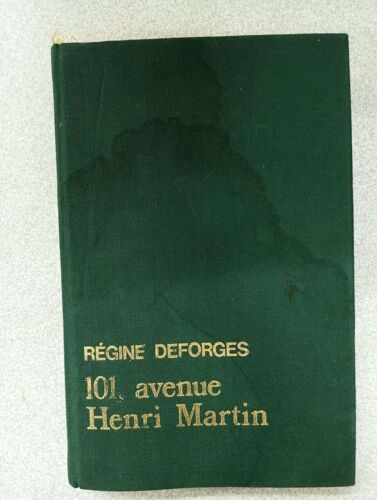 RÉGINE DEFORGES
101, avenue
Henri Martin